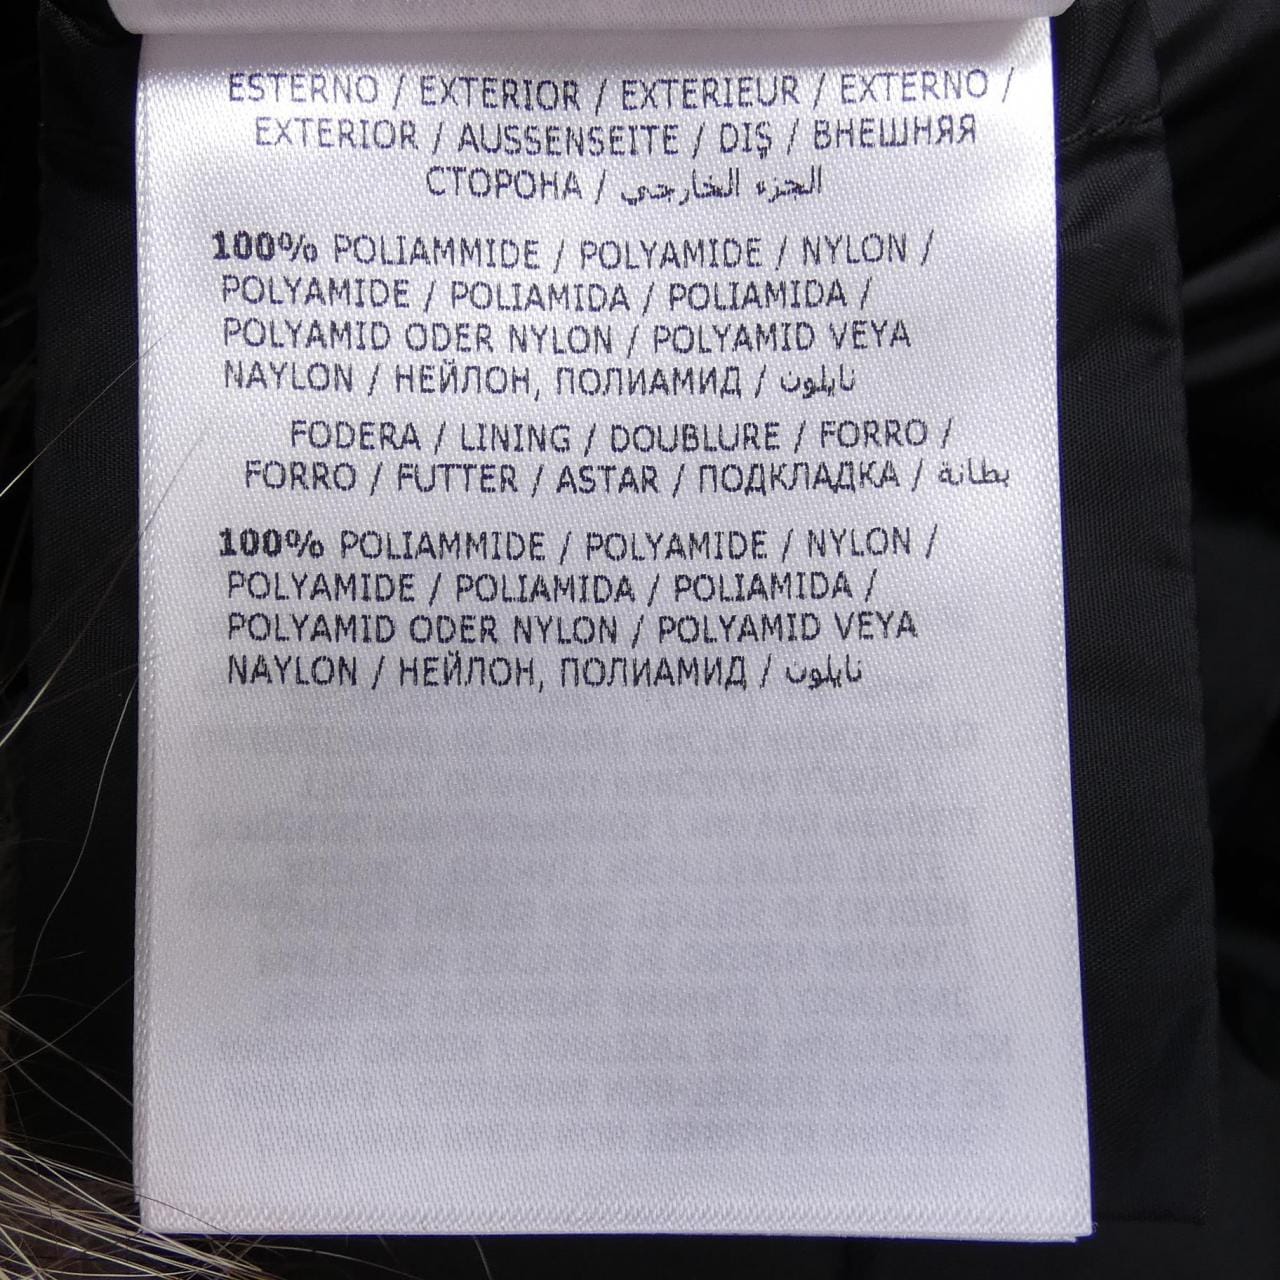 ESTERNO / EXTERIOR / EXTERIEUR / EXTERNO /
EXTERIOR / AUSSENSEITE / DIŞ / ВНЕШНЯЯ
СТОРОНА / الجزء الخارجي
100% POLIAMMIDE / POLYAMIDE / NYLON /
POLYAMIDE / POLIAMIDA / POLIAMIDA /
POLYAMID ODER NYLON / POLYAMID VEYA
NAYLON / НЕЙЛОН, ПОЛИАМИД / نايلون
FODERA / LINING / DOUBLURE / FORRO /
FORRO / FUTTER / ASTAR / ПОДКЛАДКА / بطانة
100% POLIAMMIDE / POLYAMIDE / NYLON /
POLYAMIDE / POLIAMIDA / POLIAMIDA /
POLYAMID ODER NYLON / POLYAMID VEYA
NAYLON / НЕЙЛОН, ПОЛИАМИД / نايلون